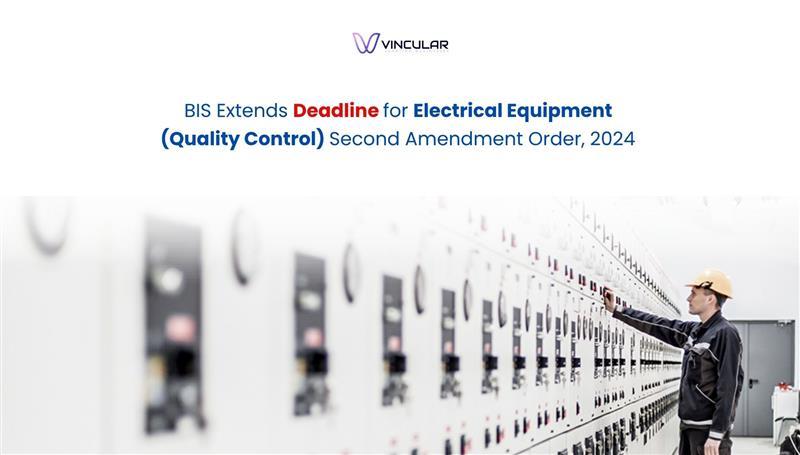 VINCULAR
BIS Extends Deadline for Electrical Equipment
(Quality Control) Second Amendment Order, 2024